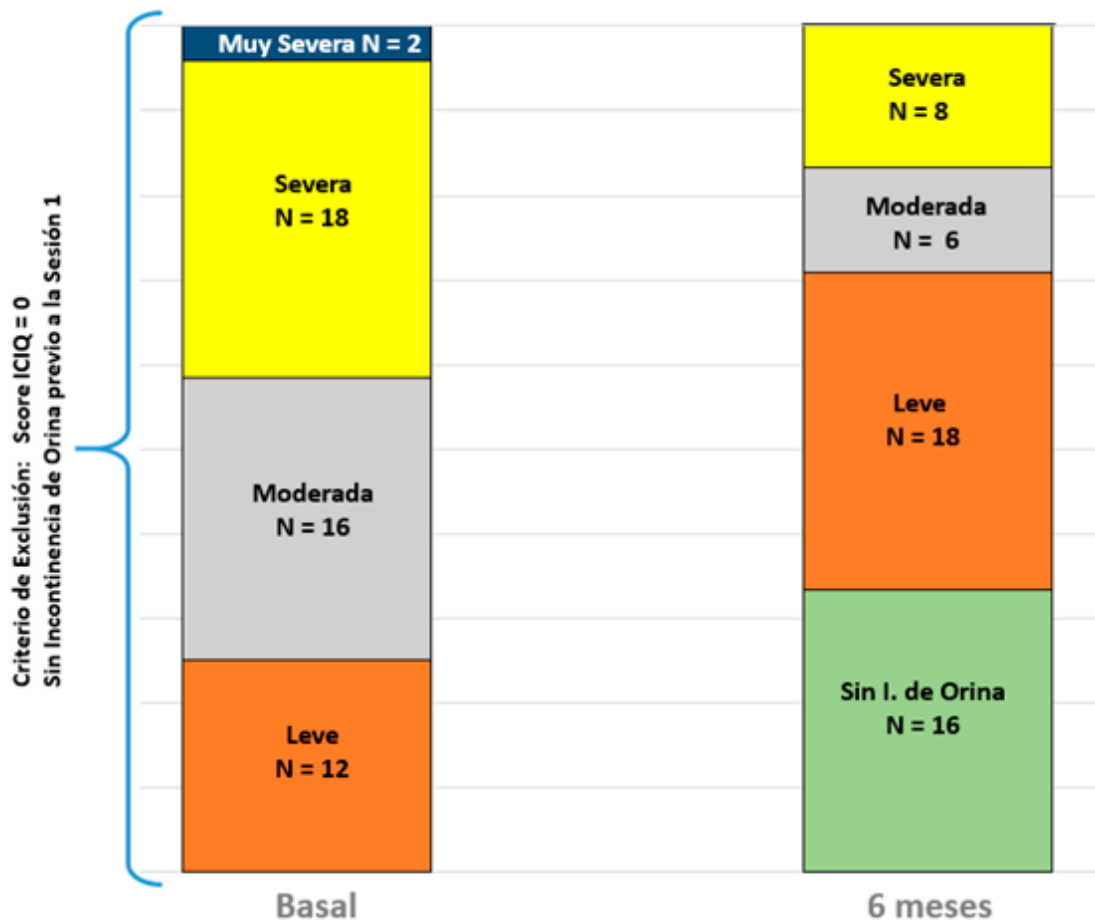 Criterio de Exclusión: Score ICIQ = 0
Sin Incontinencia de Orina previo a la Sesión 1
Muy Severa N = 2
Severa
N = 18
Moderada
N = 16
Leve
N = 12
Basal
Severa
N = 8
Moderada
N = 6
Leve
N = 18
Sin I. de Orina
N = 16
6 meses